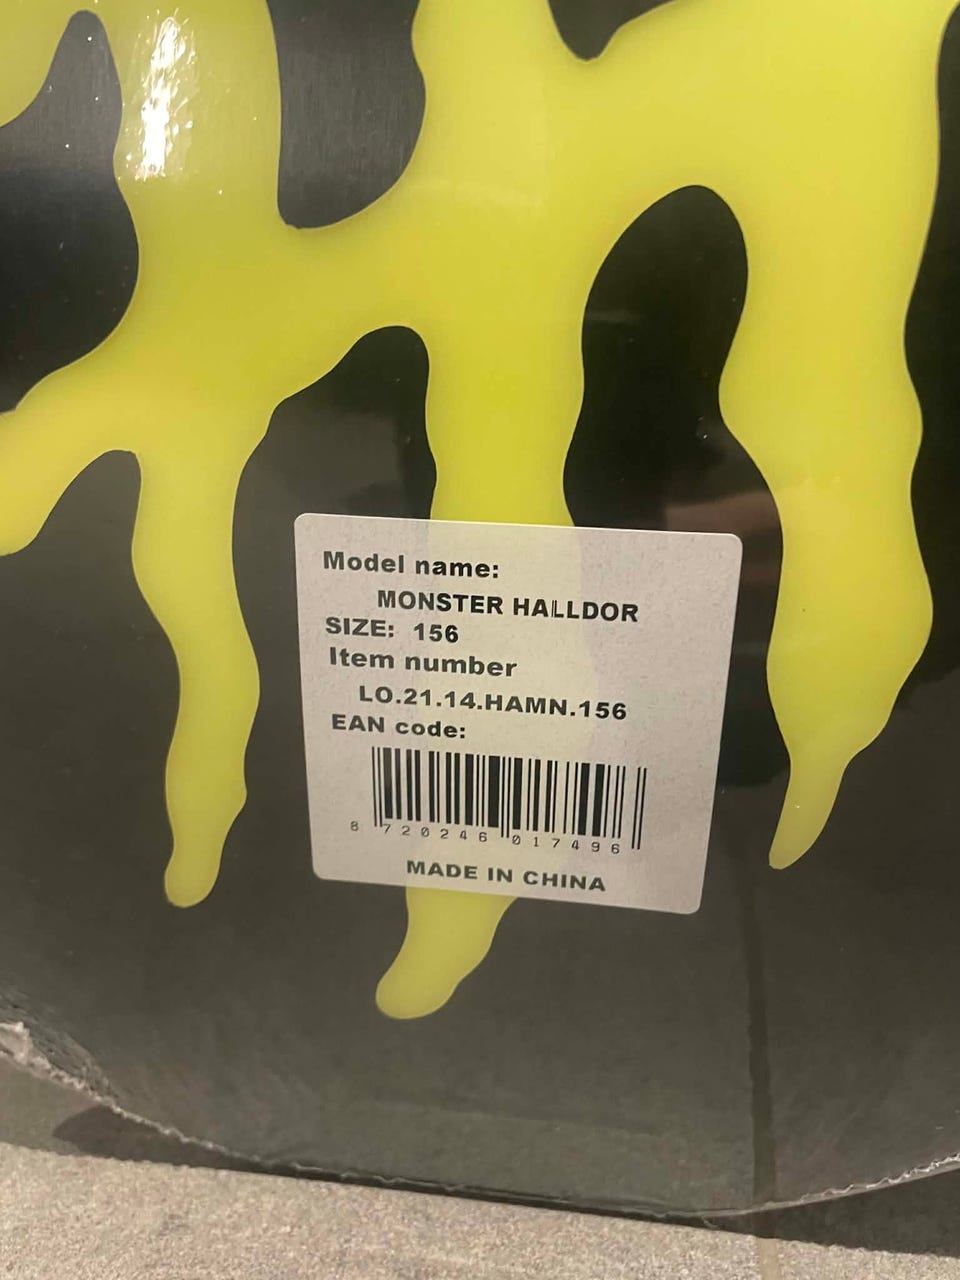 Model name:
MONSTER HALLDOR
SIZE: 156
Item number
LO.21.14.HAMN.156
EAN code:
8 720246 017496
MADE IN CHINA